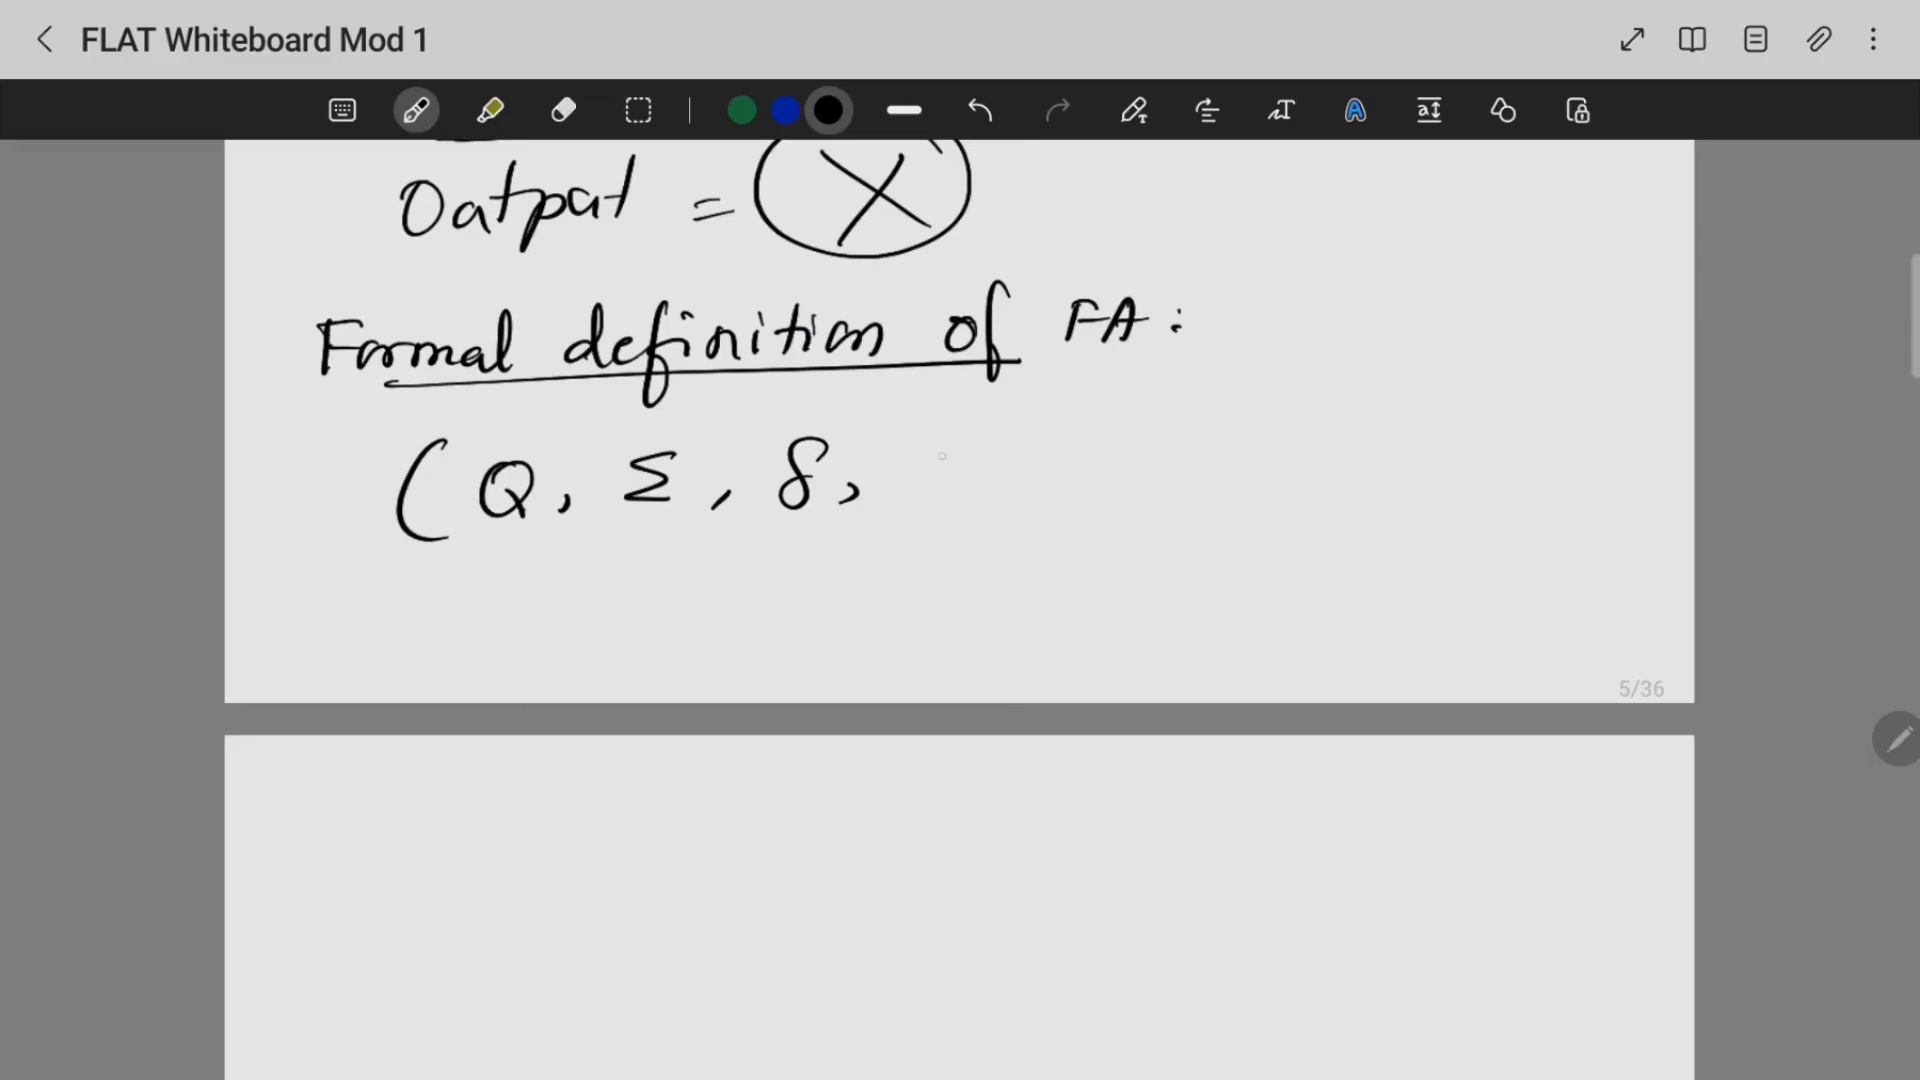 FLAT Whiteboard Mod 1
Oatpat = X
Formal definition of FA :
( Q, Σ, δ,
5/36